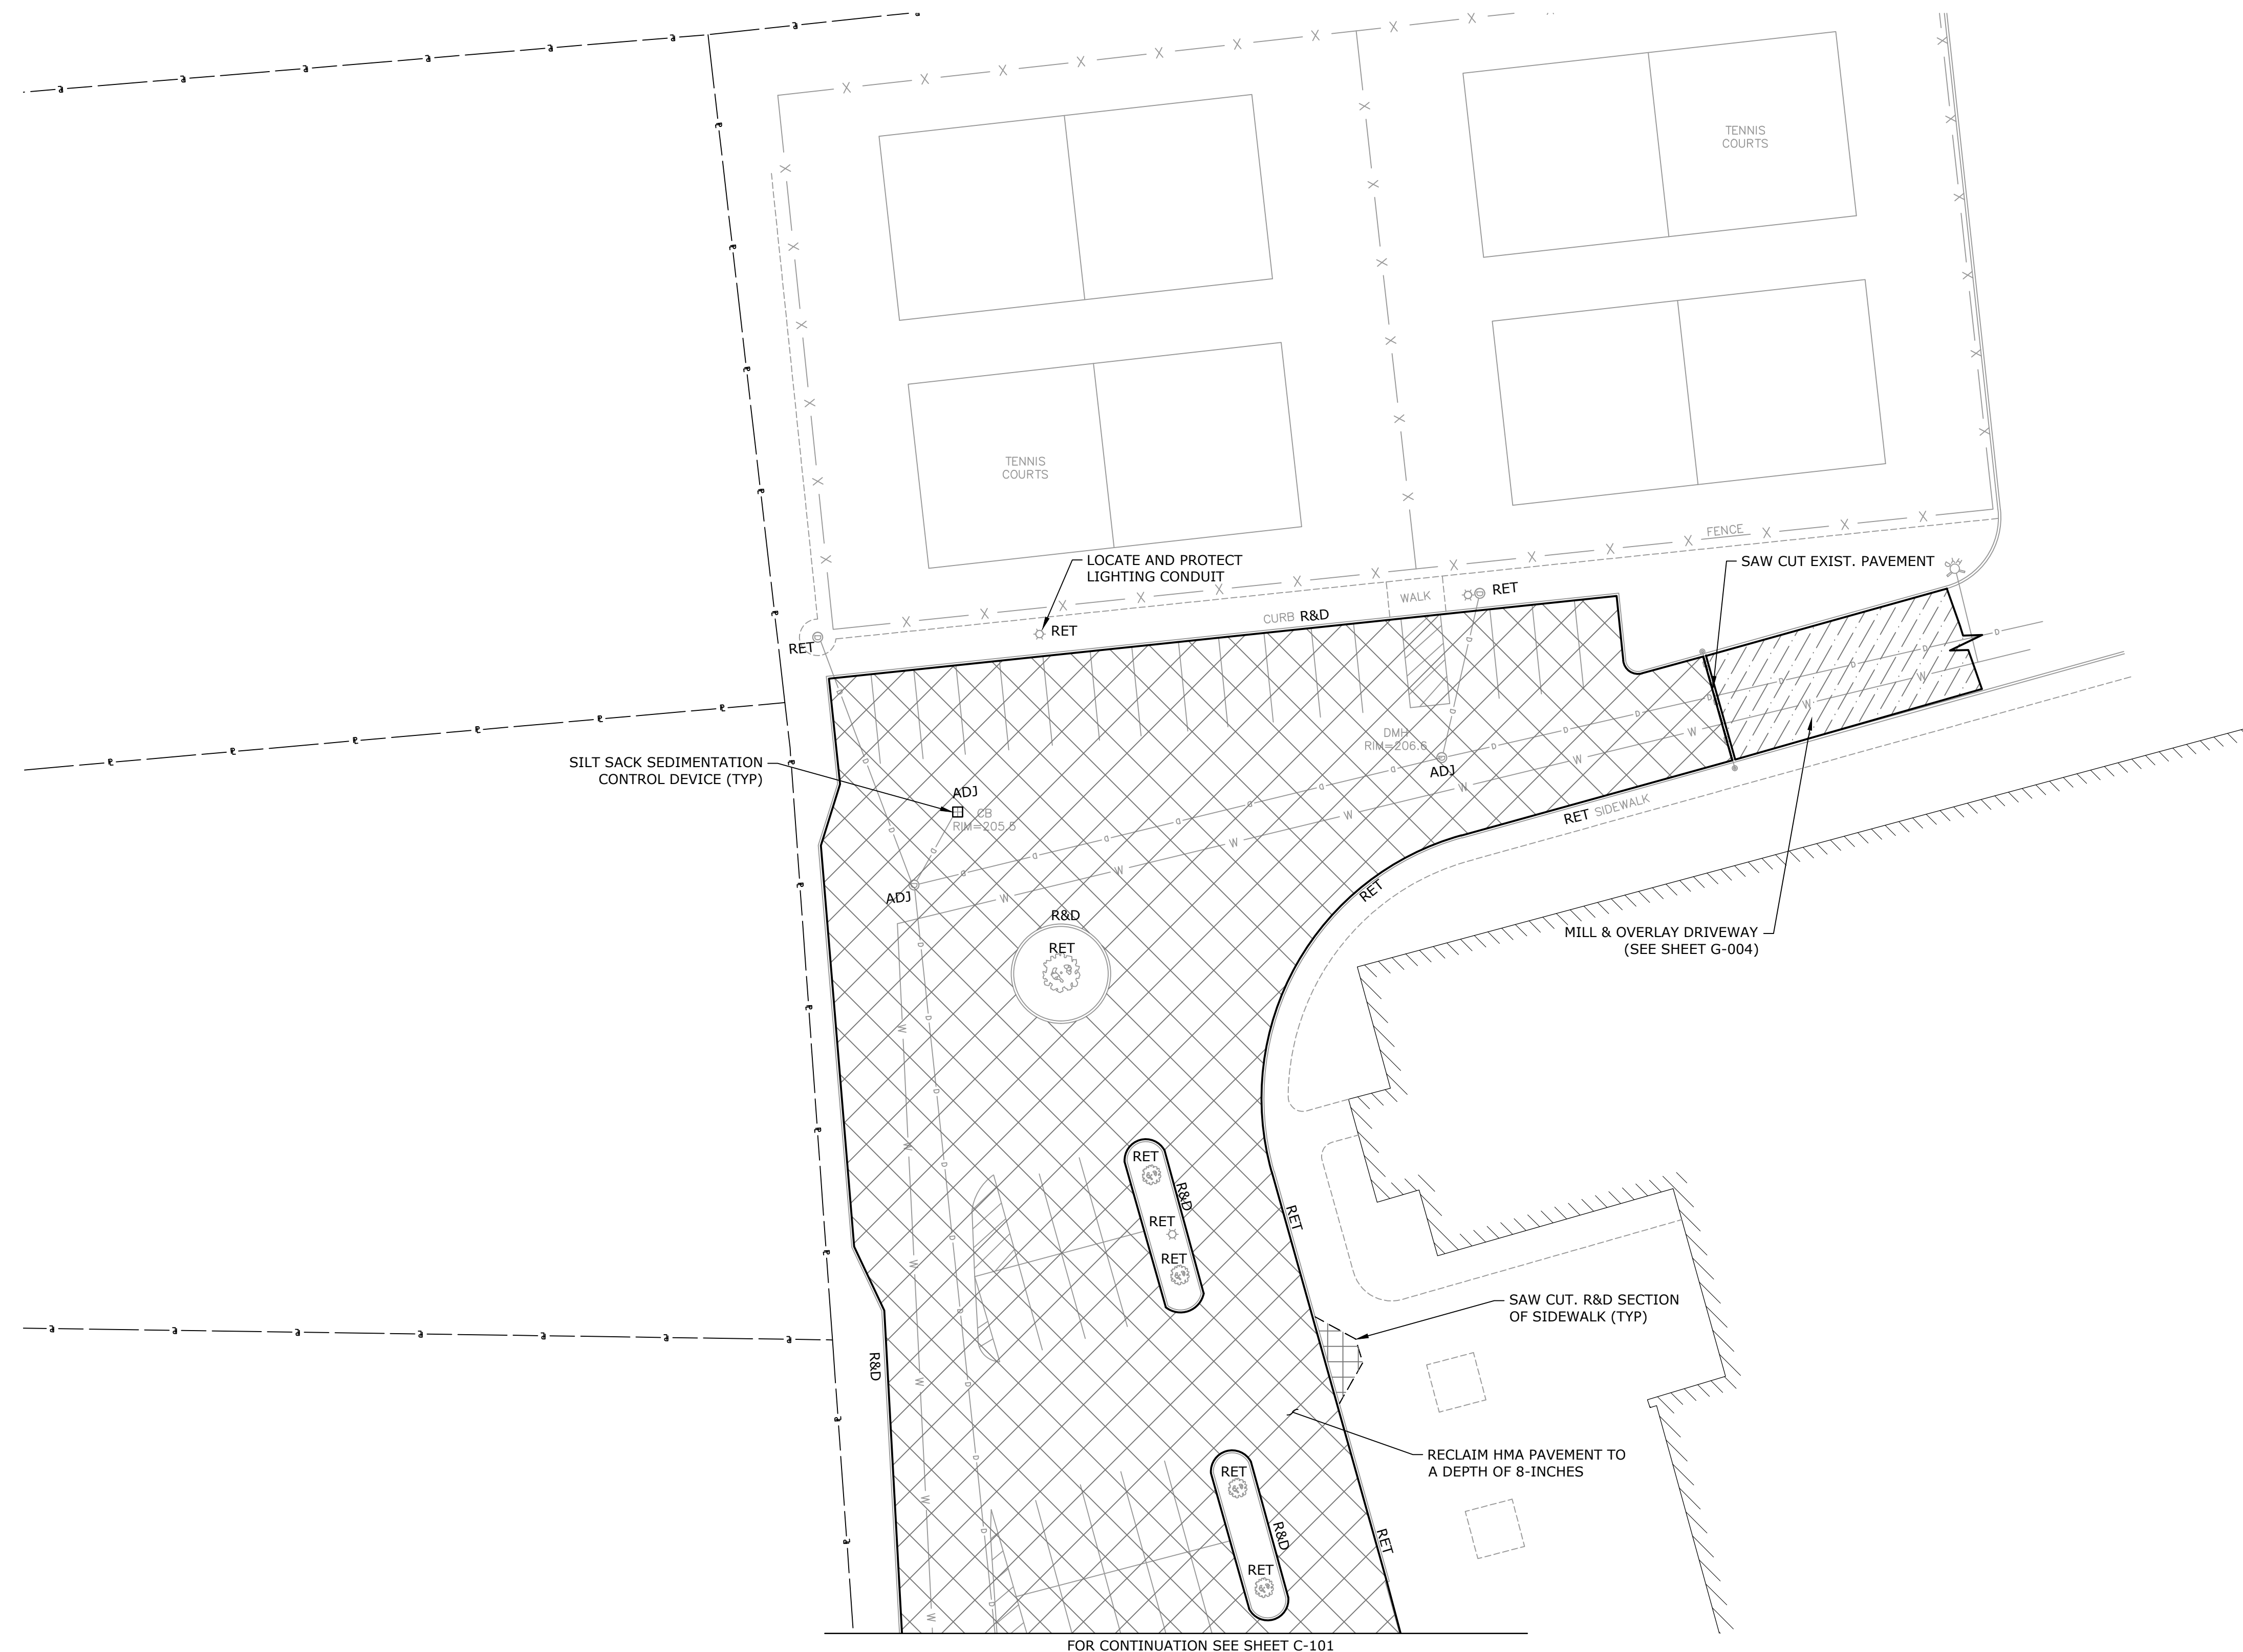 TENNIS
COURTS
TENNIS
COURTS
FENCE
SAW CUT EXIST. PAVEMENT
LOCATE AND PROTECT
LIGHTING CONDUIT
RET
RET
WALK
CURB R&D
RET
DMH
RIM=206.6
ADJ
SILT SACK SEDIMENTATION
CONTROL DEVICE (TYP)
ADJ
CB
RIM=205.5
RET SIDEWALK
RET
ADJ
R&D
RET
MILL & OVERLAY DRIVEWAY
(SEE SHEET G-004)
RET
R&D
RET
RET
RET
SAW CUT. R&D SECTION
OF SIDEWALK (TYP)
R&D
RECLAIM HMA PAVEMENT TO
A DEPTH OF 8-INCHES
RET
R&D
RET
RET
FOR CONTINUATION SEE SHEET C-101